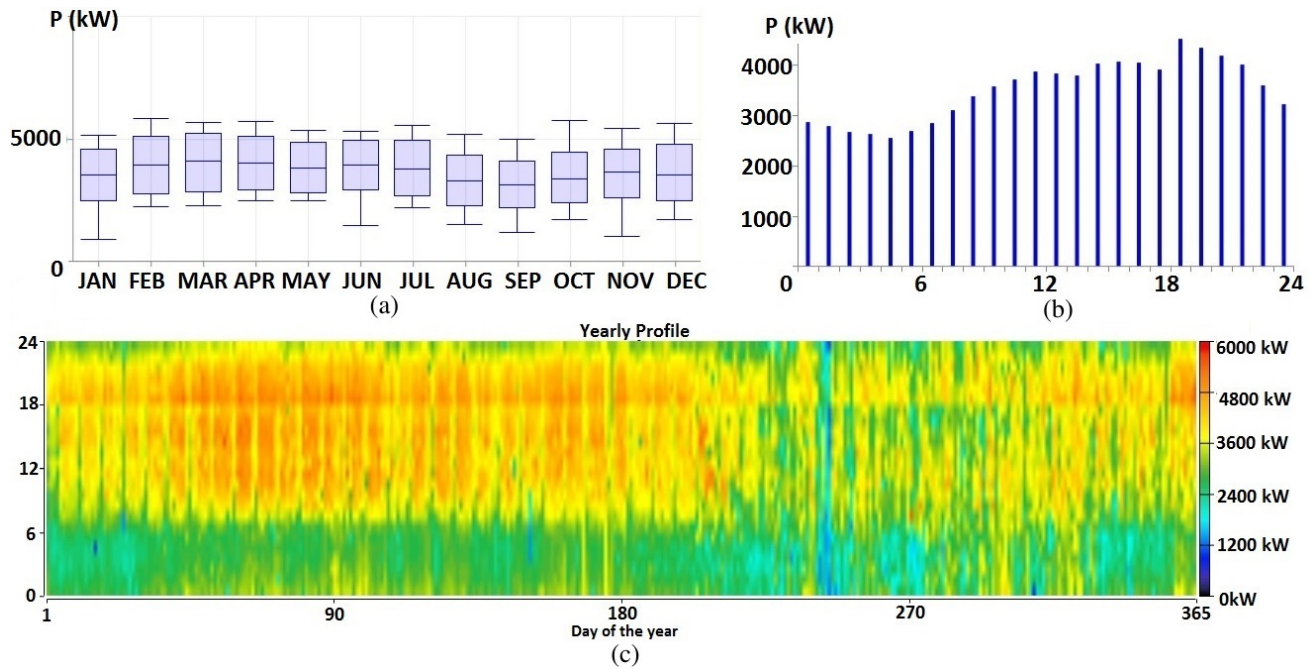 P (kW)
5000
0
JAN FEB MAR APR MAY JUN JUL AUG SEP OCT NOV DEC
(a)
P (kW)
4000
3000
2000
1000
0 6 12 18 24
(b)
Yearly Profile
24
18
12
6
0
1 90 180 270 365
Day of the year
6000 kW
4800 kW
3600 kW
2400 kW
1200 kW
0kW
(c)